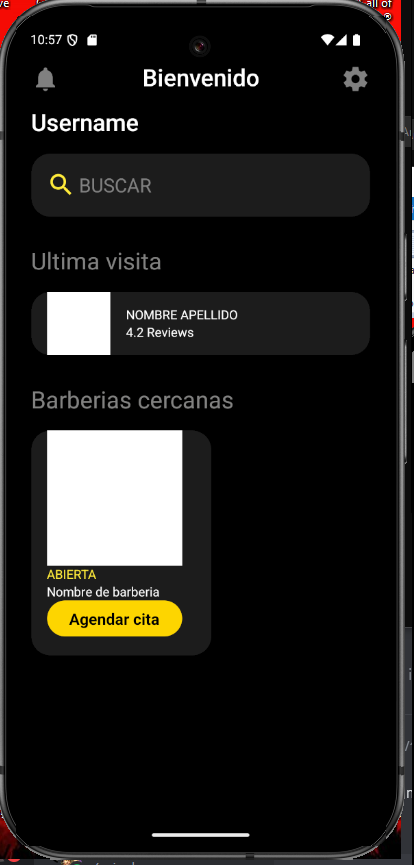 10:57
Bienvenido
Username
BUSCAR
Ultima visita
NOMBRE APELLIDO
4.2 Reviews
Barberias cercanas
ABIERTA
Nombre de barberia
Agendar cita